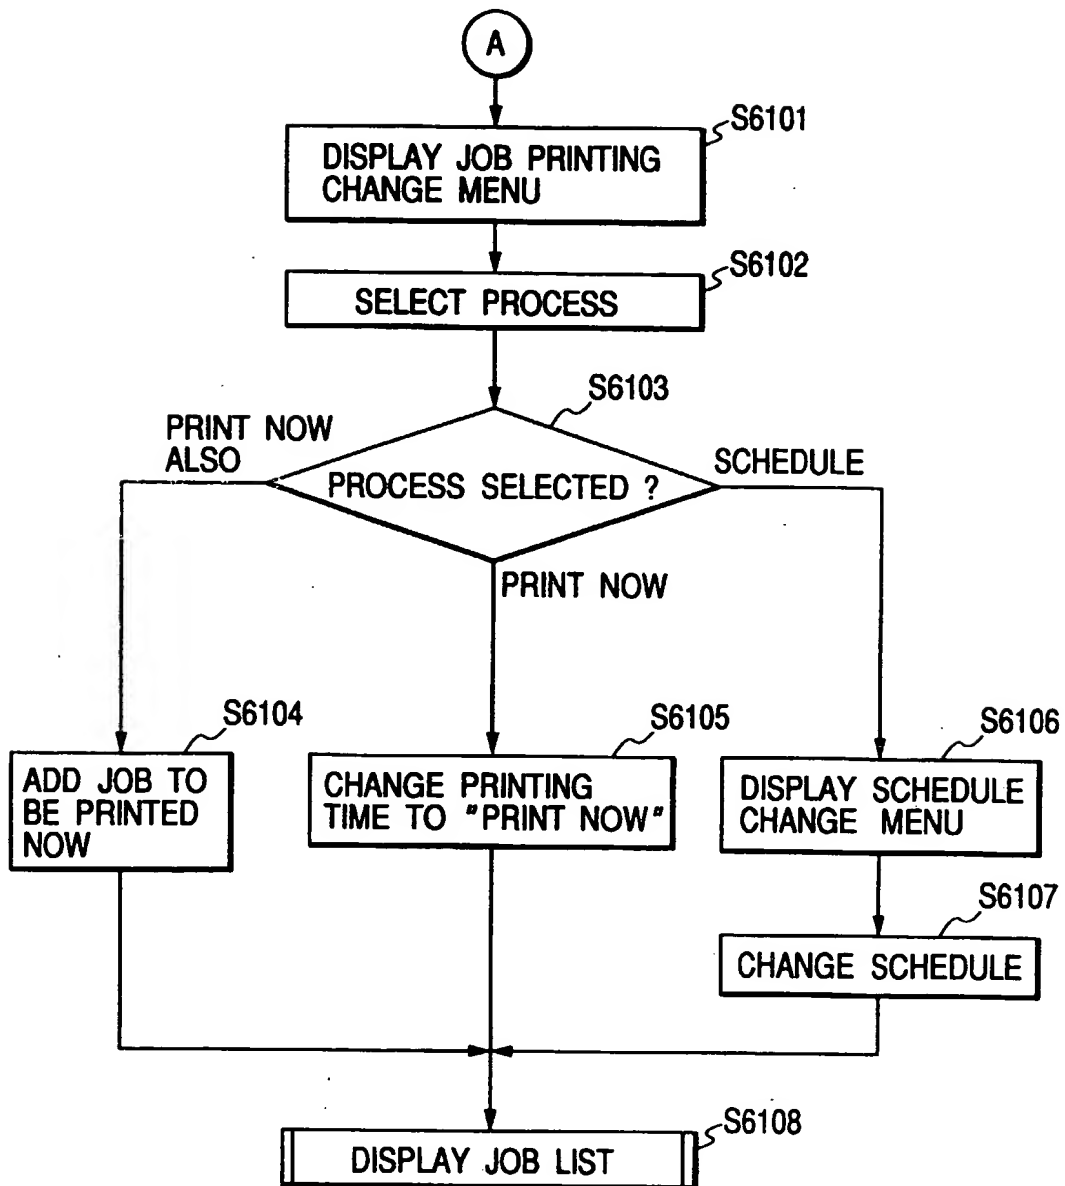 A
S6101
DISPLAY JOB PRINTING
CHANGE MENU
S6102
SELECT PROCESS
S6103
PRINT NOW
ALSO
PROCESS SELECTED ?
SCHEDULE
PRINT NOW
S6104
ADD JOB TO
BE PRINTED
NOW
S6105
CHANGE PRINTING
TIME TO "PRINT NOW"
S6106
DISPLAY SCHEDULE
CHANGE MENU
S6107
CHANGE SCHEDULE
S6108
DISPLAY JOB LIST